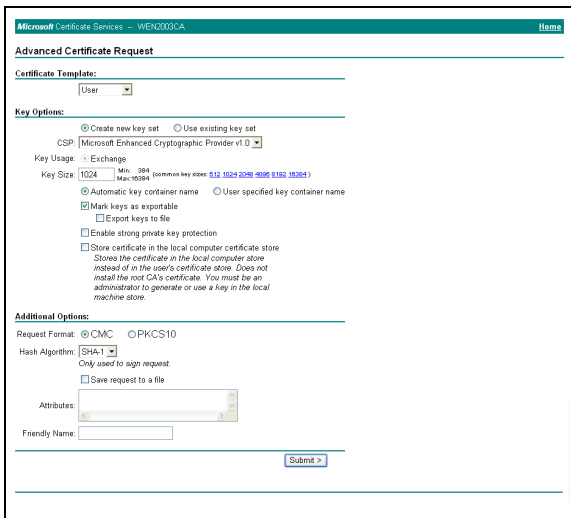 Microsoft Certificate Services -- WEN2003CA Home
Advanced Certificate Request
Certificate Template:
User
Key Options:
Create new key set Use existing key set
CSP: Microsoft Enhanced Cryptographic Provider v1.0
Key Usage: Exchange
Key Size: 1024 Min: 384 Max:16384 (common key sizes: 512 1024 2048 4096 8192 16384 )
Automatic key container name User specified key container name
Mark keys as exportable
Export keys to file
Enable strong private key protection
Store certificate in the local computer certificate store
Stores the certificate in the local computer store
instead of in the user's certificate store. Does not
install the root CA's certificate. You must be an
administrator to generate or use a key in the local
machine store.
Additional Options:
Request Format: CMC PKCS10
Hash Algorithm: SHA-1
Only used to sign request.
Save request to a file
Attributes:
Friendly Name:
Submit >